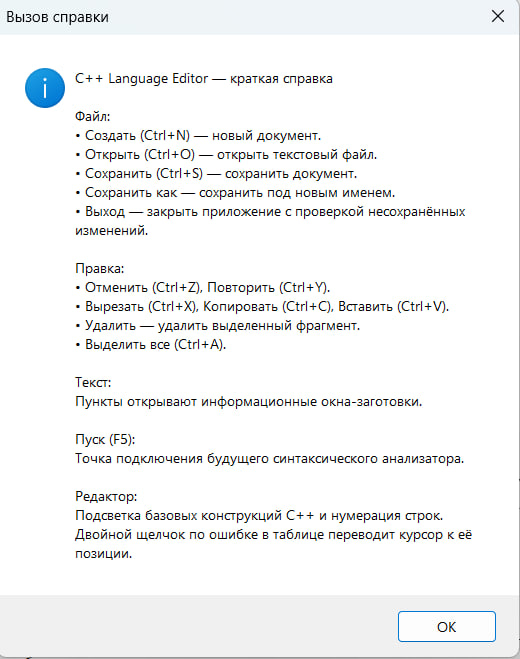 Вызов справки
C++ Language Editor — краткая справка
Файл:
• Создать (Ctrl+N) — новый документ.
• Открыть (Ctrl+O) — открыть текстовый файл.
• Сохранить (Ctrl+S) — сохранить документ.
• Сохранить как — сохранить под новым именем.
• Выход — закрыть приложение с проверкой несохранённых
изменений.
Правка:
• Отменить (Ctrl+Z), Повторить (Ctrl+Y).
• Вырезать (Ctrl+X), Копировать (Ctrl+C), Вставить (Ctrl+V).
• Удалить — удалить выделенный фрагмент.
• Выделить все (Ctrl+A).
Текст:
Пункты открывают информационные окна-заготовки.
Пуск (F5):
Точка подключения будущего синтаксического анализатора.
Редактор:
Подсветка базовых конструкций C++ и нумерация строк.
Двойной щелчок по ошибке в таблице переводит курсор к её
позиции.
OK